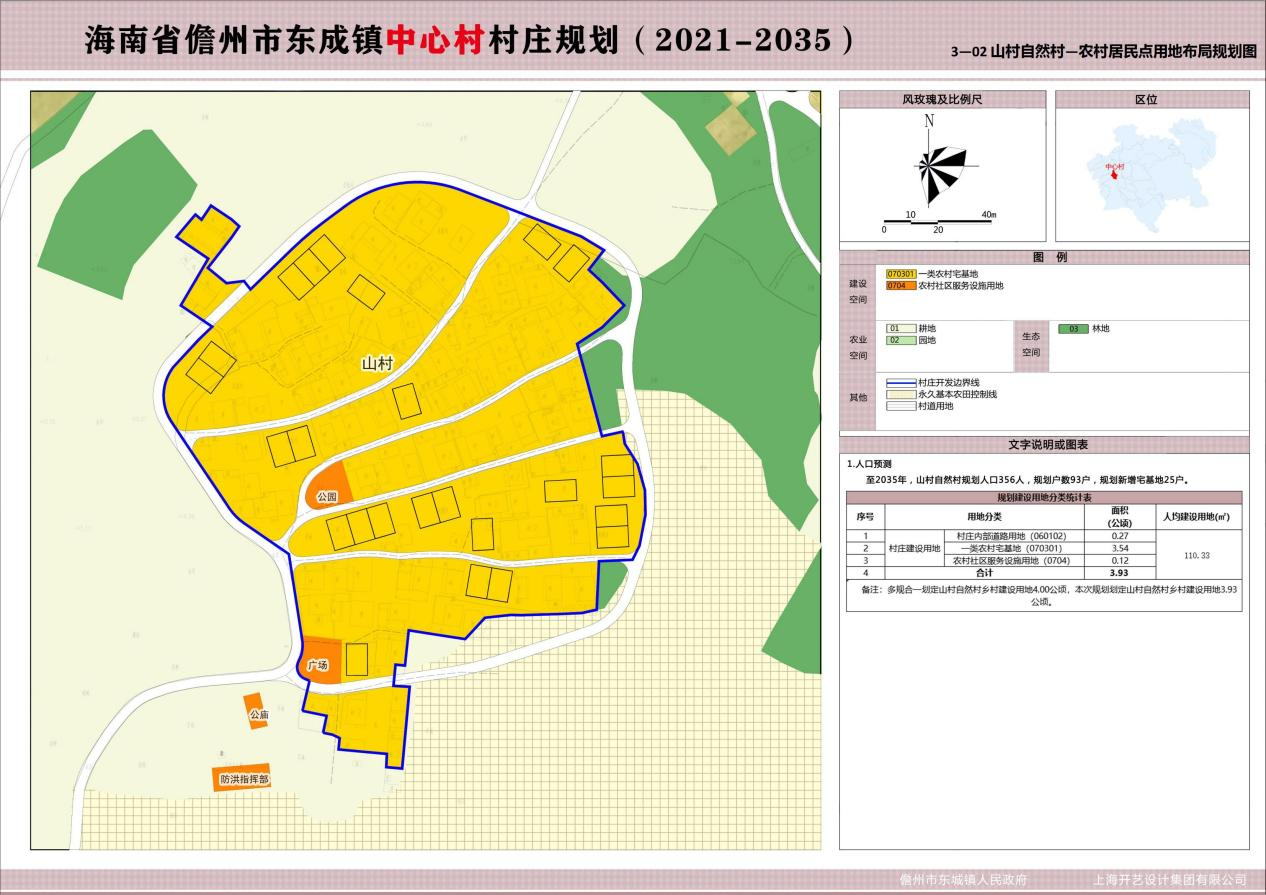 海南省儋州市东成镇中心村村庄规划（2021-2035）
3—02 山村自然村—农村居民点用地布局规划图
山村
公园
广场
公庙
防洪指挥部
风玫瑰及比例尺
N
10 40m
0 20
区位
中心村
图 例
建设空间
070301 一类农村宅基地
0704 农村社区服务设施用地
农业空间
01 耕地
02 园地
生态空间
03 林地
其他
村庄开发边界线
永久基本农田控制线
村道用地
文字说明或图表
1.人口预测
至2035年，山村自然村规划人口356人，规划户数93户，规划新增宅基地25户。
规划建设用地分类统计表
序号 用地分类 面积(公顷) 人均建设用地(㎡)
1 村庄建设用地 村庄内部道路用地（060102） 0.27 110.33
2 一类农村宅基地（070301） 3.54
3 农村社区服务设施用地（0704） 0.12
4 合计 3.93
备注：多规合一划定山村自然村乡村建设用地4.00公顷，本次规划划定山村自然村乡村建设用地3.93
公顷。
儋州市东城镇人民政府 上海开艺设计集团有限公司